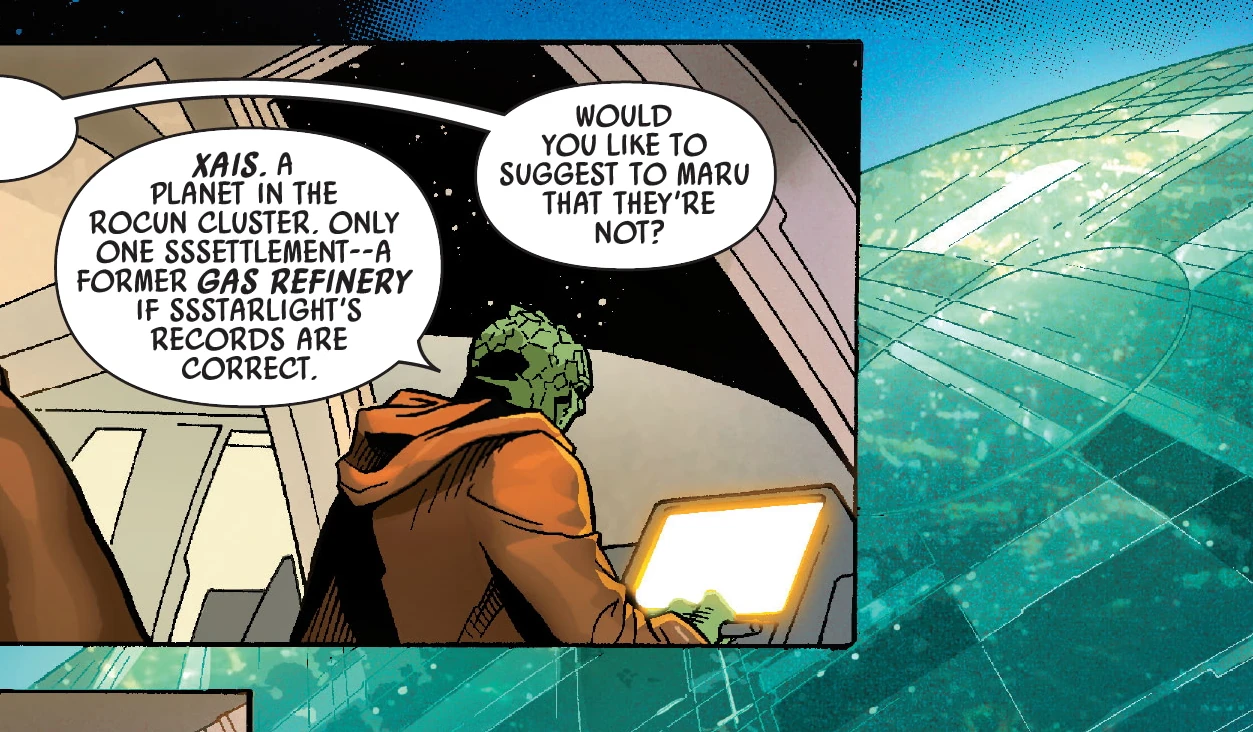 WOULD
YOU LIKE TO
SUGGEST TO MARU
THAT THEY'RE
NOT?
XAIS. A
PLANET IN THE
ROCUN CLUSTER. ONLY
ONE SSSETTLEMENT--A
FORMER GAS REFINERY
IF SSSTARLIGHT'S
RECORDS ARE
CORRECT.